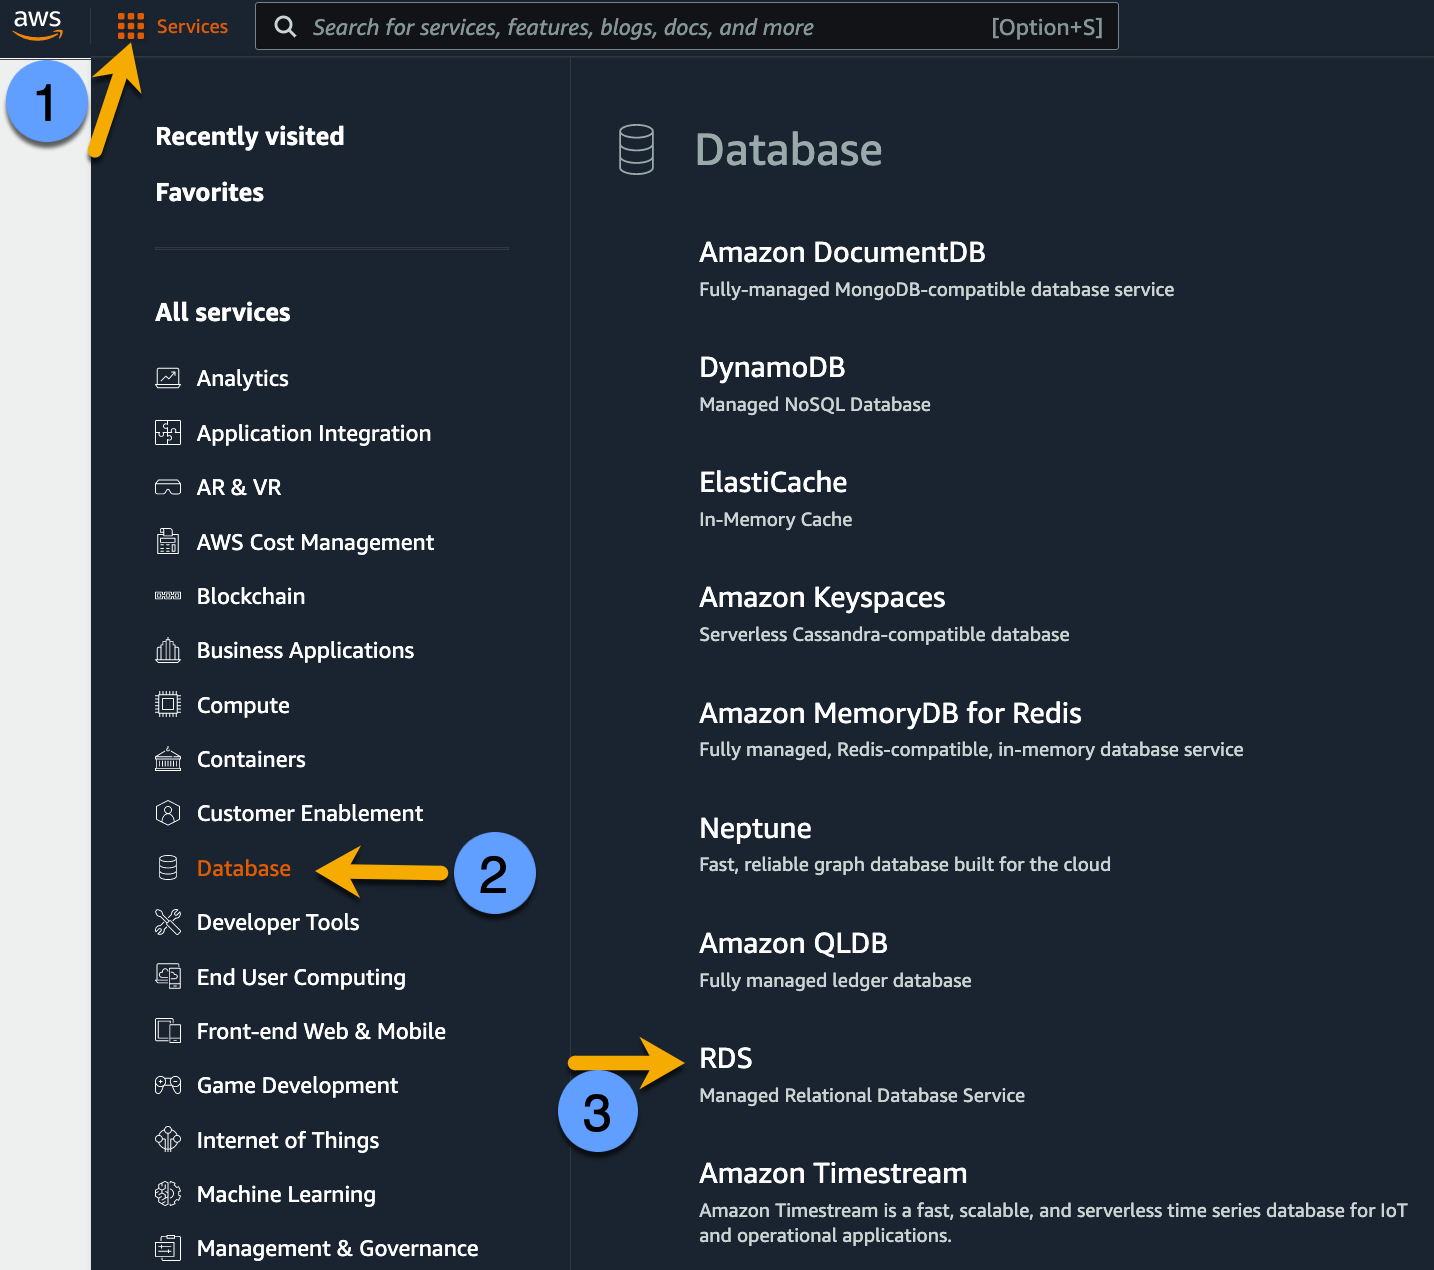 aws
Services
Search for services, features, blogs, docs, and more
[Option+S]
1
Recently visited
Favorites
All services
Analytics
Application Integration
AR & VR
AWS Cost Management
Blockchain
Business Applications
Compute
Containers
Customer Enablement
Database
2
Developer Tools
End User Computing
Front-end Web & Mobile
Game Development
Internet of Things
Machine Learning
Management & Governance
Database
Amazon DocumentDB
Fully-managed MongoDB-compatible database service
DynamoDB
Managed NoSQL Database
ElastiCache
In-Memory Cache
Amazon Keyspaces
Serverless Cassandra-compatible database
Amazon MemoryDB for Redis
Fully managed, Redis-compatible, in-memory database service
Neptune
Fast, reliable graph database built for the cloud
Amazon QLDB
Fully managed ledger database
3
RDS
Managed Relational Database Service
Amazon Timestream
Amazon Timestream is a fast, scalable, and serverless time series database for IoT
and operational applications.